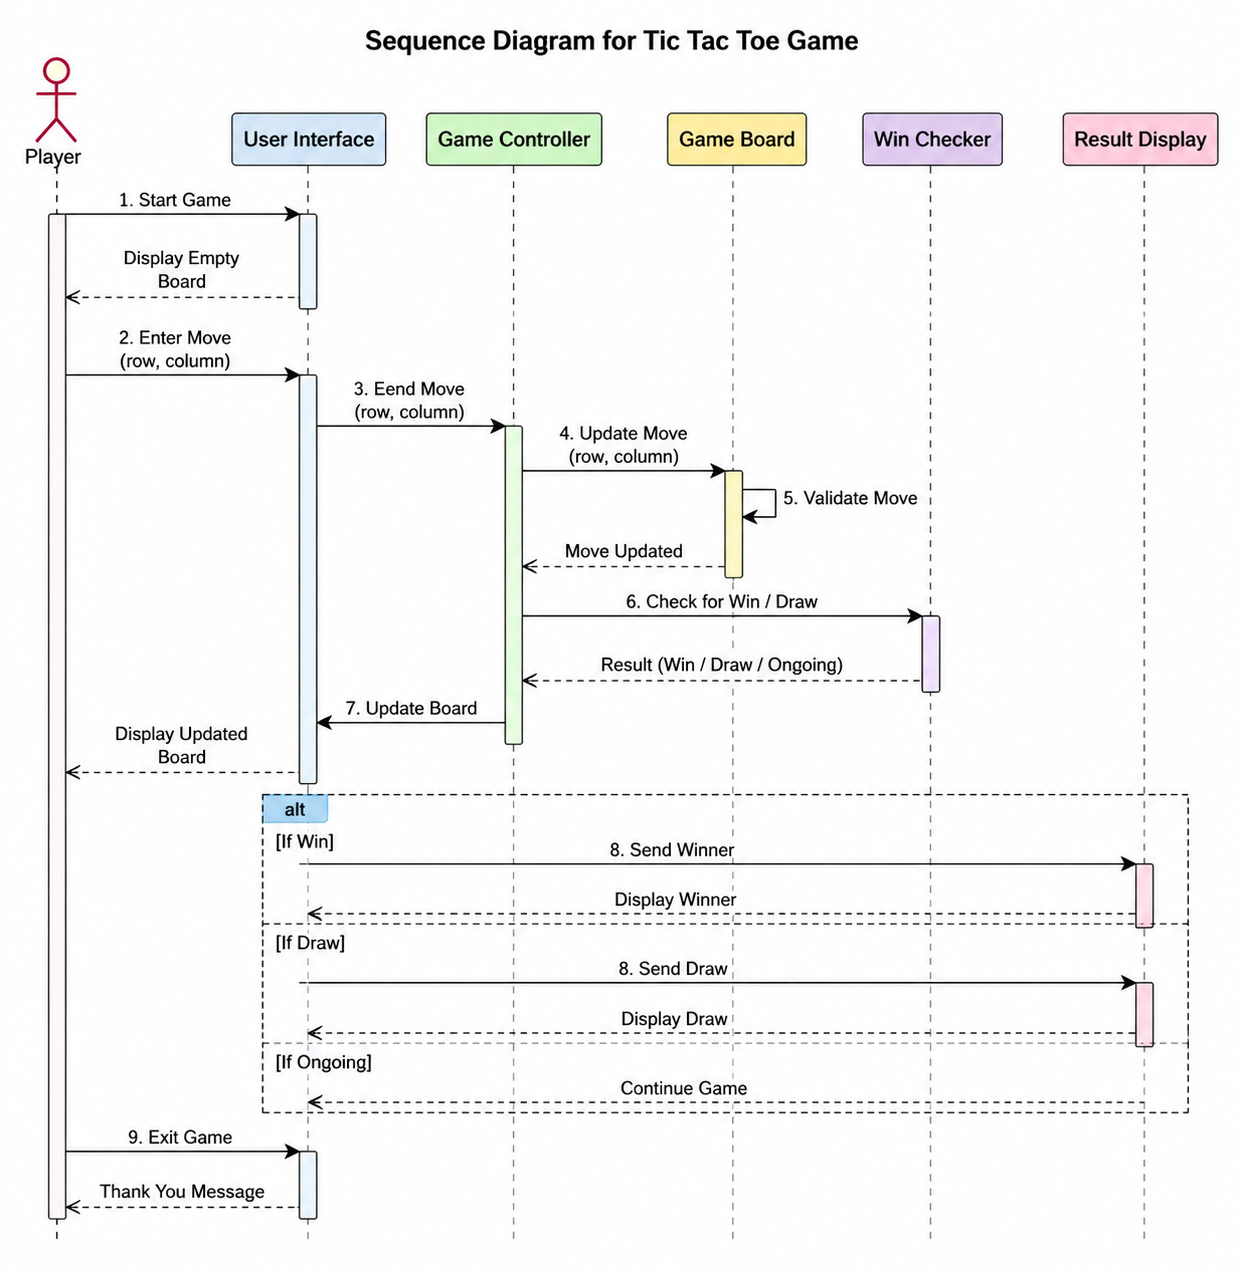 Sequence Diagram for Tic Tac Toe Game
Player
User Interface
Game Controller
Game Board
Win Checker
Result Display
1. Start Game
Display Empty
Board
2. Enter Move
(row, column)
3. Eend Move
(row, column)
4. Update Move
(row, column)
5. Validate Move
Move Updated
6. Check for Win / Draw
Result (Win / Draw / Ongoing)
7. Update Board
Display Updated
Board
alt
[If Win]
8. Send Winner
Display Winner
[If Draw]
8. Send Draw
Display Draw
[If Ongoing]
Continue Game
9. Exit Game
Thank You Message